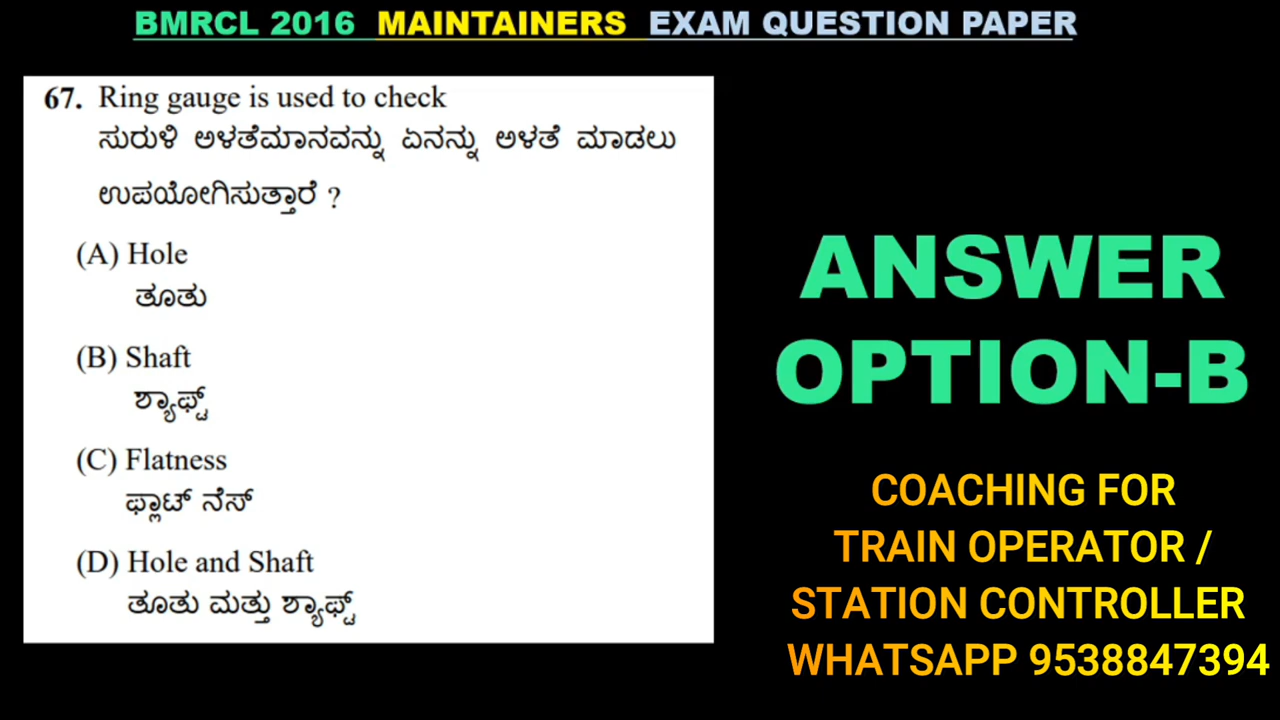 BMRCL 2016 MAINTAINERS EXAM QUESTION PAPER
67. Ring gauge is used to check
ಸುರುಳಿ ಅಳತೆಮಾನವನ್ನು ಏನನ್ನು ಅಳತೆ ಮಾಡಲು
ಉಪಯೋಗಿಸುತ್ತಾರೆ ?
(A) Hole
ತೂತು
(B) Shaft
ಶ್ಯಾಫ್ಟ್
(C) Flatness
ಫ್ಲಾಟ್ ನೆಸ್
(D) Hole and Shaft
ತೂತು ಮತ್ತು ಶ್ಯಾಫ್ಟ್
ANSWER
OPTION-B
COACHING FOR
TRAIN OPERATOR /
STATION CONTROLLER
WHATSAPP 9538847394